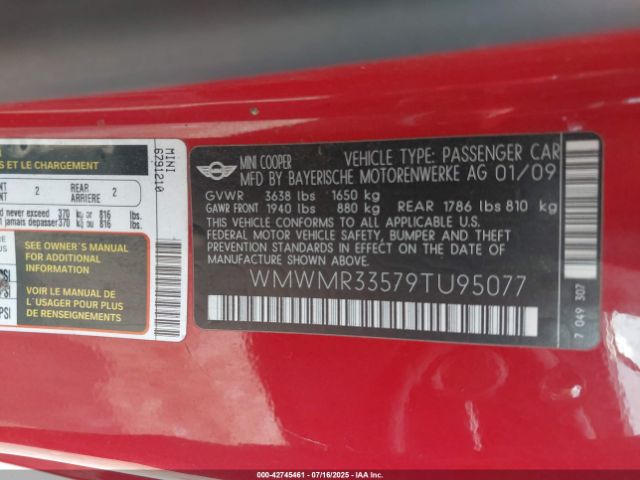 S ET LE CHARGEMENT
2 REAR ARRIERE 2
d never exceed 370 kg or 816 lbs.
jamais depasser 370 kg ou 816 lbs.
SEE OWNER'S MANUAL
FOR ADDITIONAL
INFORMATION
VOIR LE MANUEL DE
L'USAGER POUR PLUS
DE RENSEIGNEMENTS
PSI
PSI
MINI
6791210
MINI
MINI COOPER VEHICLE TYPE: PASSENGER CAR
MFD BY BAYERISCHE MOTORENWERKE AG 01/09
GVWR 3638 lbs 1650 kg
GAWR FRONT 1940 lbs 880 kg REAR 1786 lbs 810 kg
THIS VEHICLE CONFORMS TO ALL APPLICABLE U.S.
FEDERAL MOTOR VEHICLE SAFETY, BUMPER, AND THEFT
PREVENTION STANDARDS IN EFFECT ON THE DATE
OF MANUFACTURE SHOWN ABOVE.
WMWMR33579TU95077
7 049 307
000-42745461 - 07/16/2025 - IAAI.COM